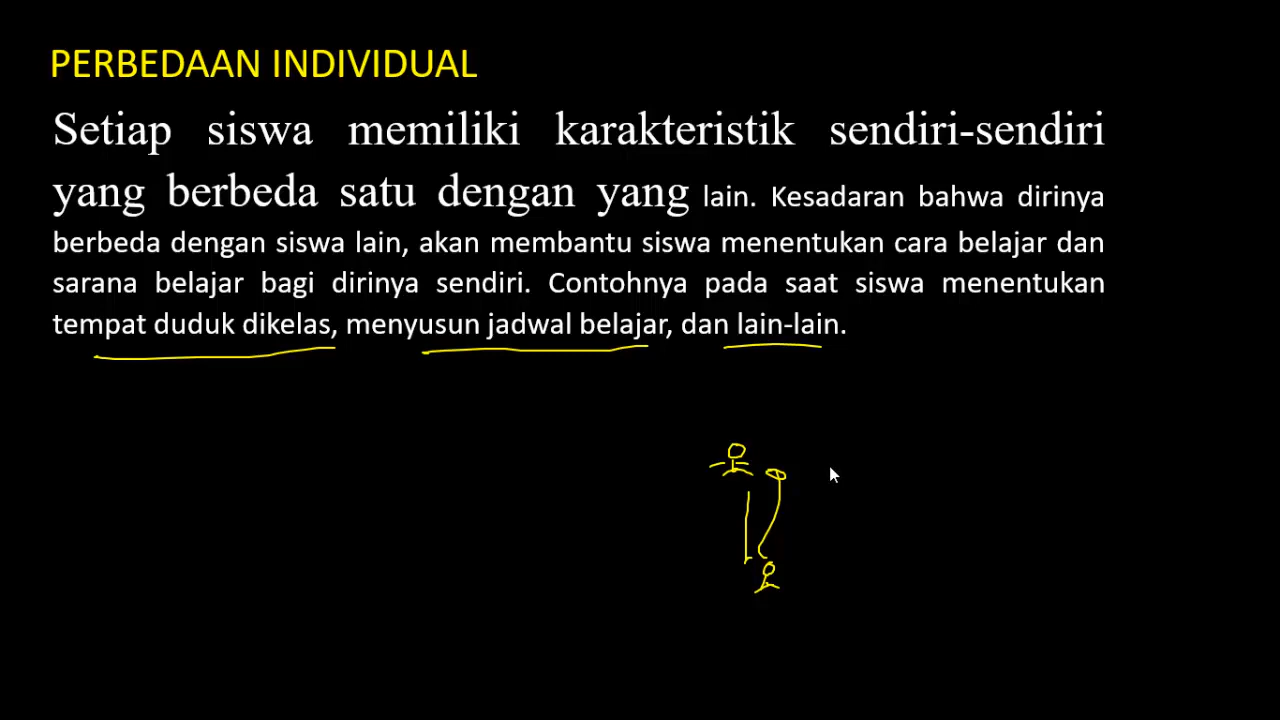 PERBEDAAN INDIVIDUAL
Setiap siswa memiliki karakteristik sendiri-sendiri
yang berbeda satu dengan yang lain. Kesadaran bahwa dirinya
berbeda dengan siswa lain, akan membantu siswa menentukan cara belajar dan
sarana belajar bagi dirinya sendiri. Contohnya pada saat siswa menentukan
tempat duduk dikelas, menyusun jadwal belajar, dan lain-lain.